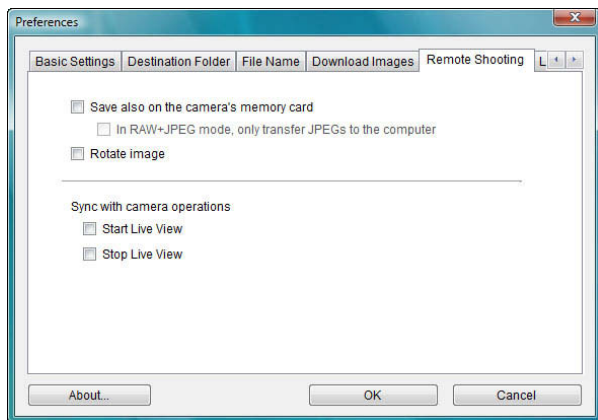 Preferences
Basic Settings Destination Folder File Name Download Images Remote Shooting L
Save also on the camera's memory card
In RAW+JPEG mode, only transfer JPEGs to the computer
Rotate image
Sync with camera operations
Start Live View
Stop Live View
About... OK Cancel